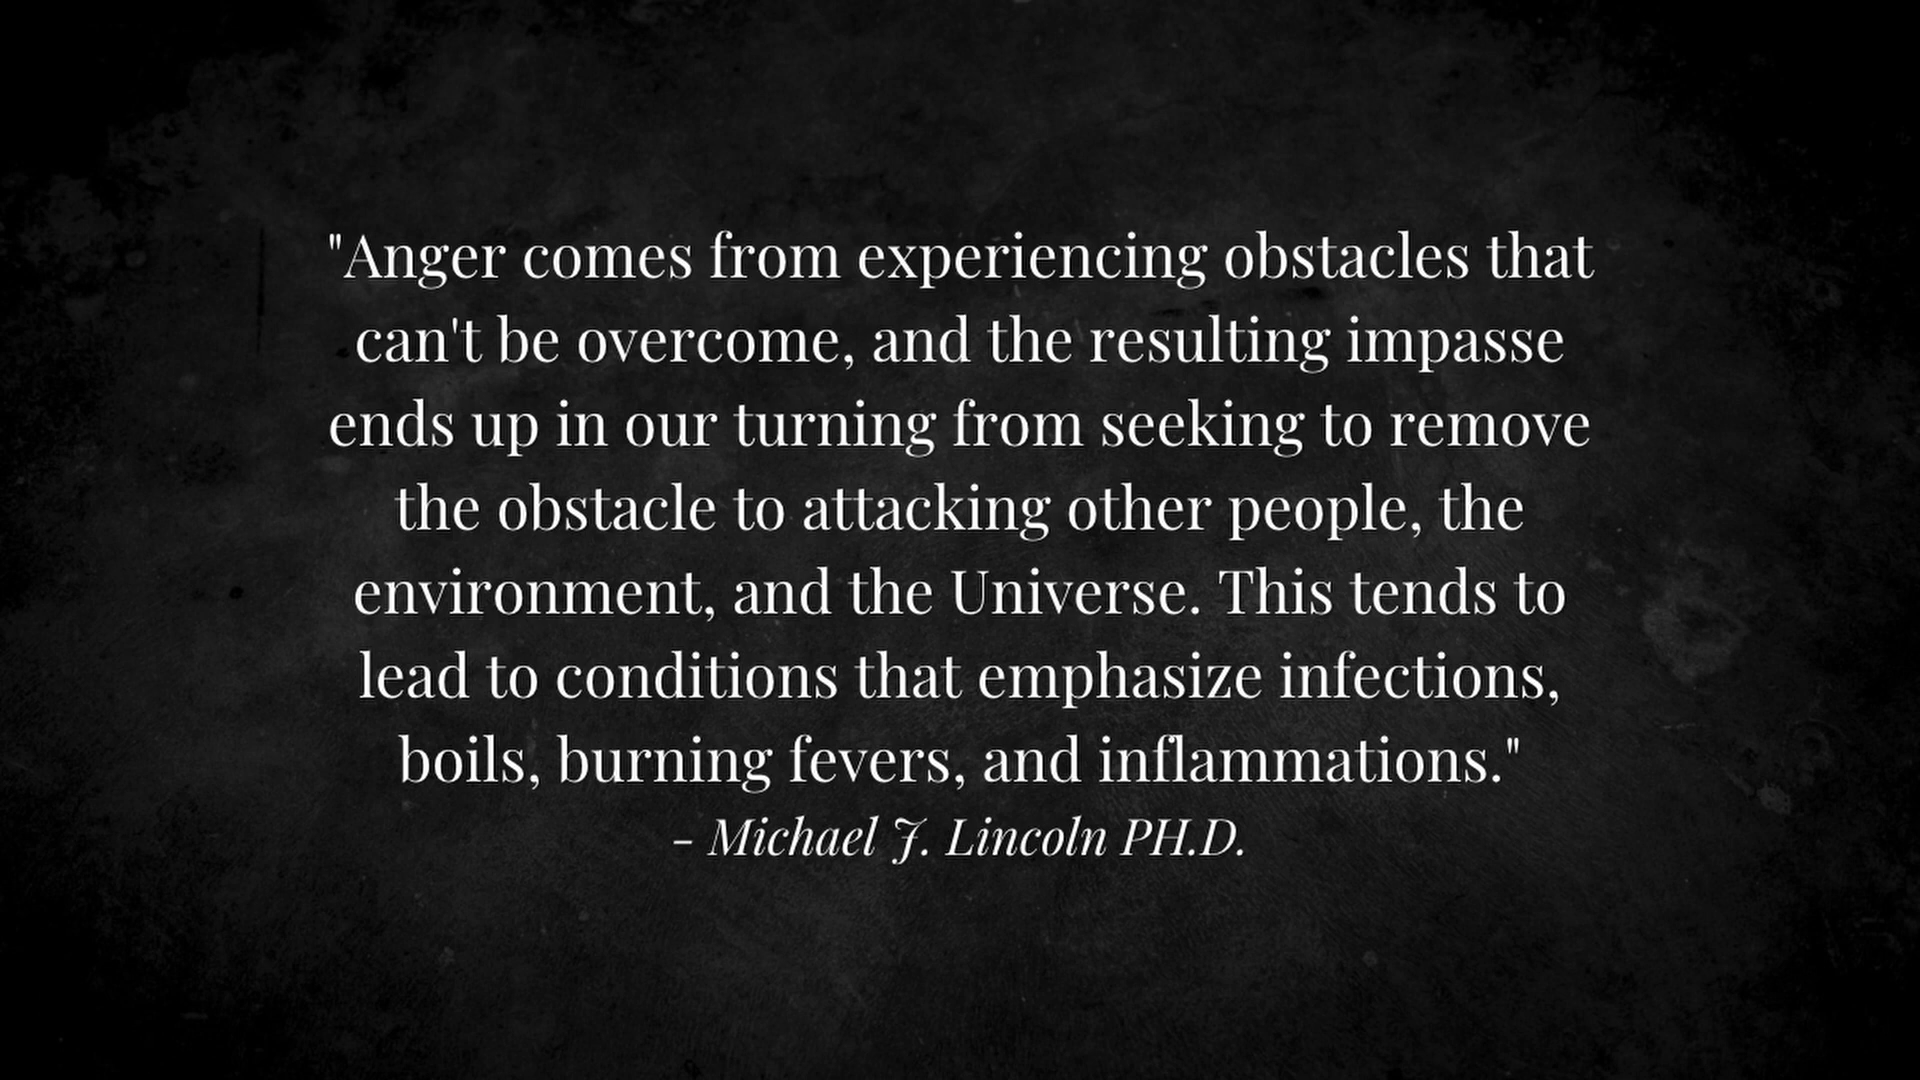 "Anger comes from experiencing obstacles that
can't be overcome, and the resulting impasse
ends up in our turning from seeking to remove
the obstacle to attacking other people, the
environment, and the Universe. This tends to
lead to conditions that emphasize infections,
boils, burning fevers, and inflammations."
- Michael J. Lincoln PH.D.